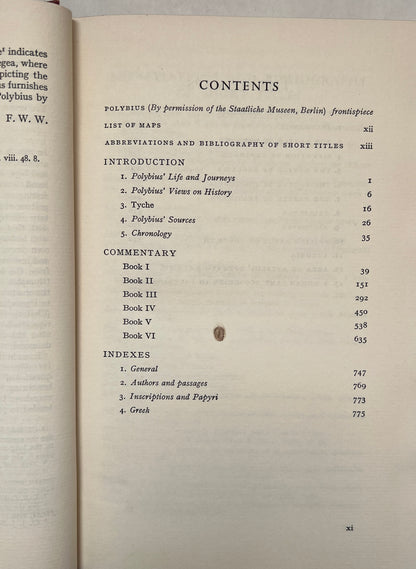 indicates
egea, where
picting the
us furnishes
Polybius by
F. W. W.
viii. 48. 8.
CONTENTS
POLYBIUS (By permission of the Staatliche Museen, Berlin) frontispiece
LIST OF MAPS xii
ABBREVIATIONS AND BIBLIOGRAPHY OF SHORT TITLES xiii
INTRODUCTION
1. Polybius' Life and Journeys 1
2. Polybius' Views on History 6
3. Tyche 16
4. Polybius' Sources 26
5. Chronology 35
COMMENTARY
Book I 39
Book II 151
Book III 292
Book IV 450
Book V 538
Book VI 635
INDEXES
1. General 747
2. Authors and passages 769
3. Inscriptions and Papyri 773
4. Greek 775
xi